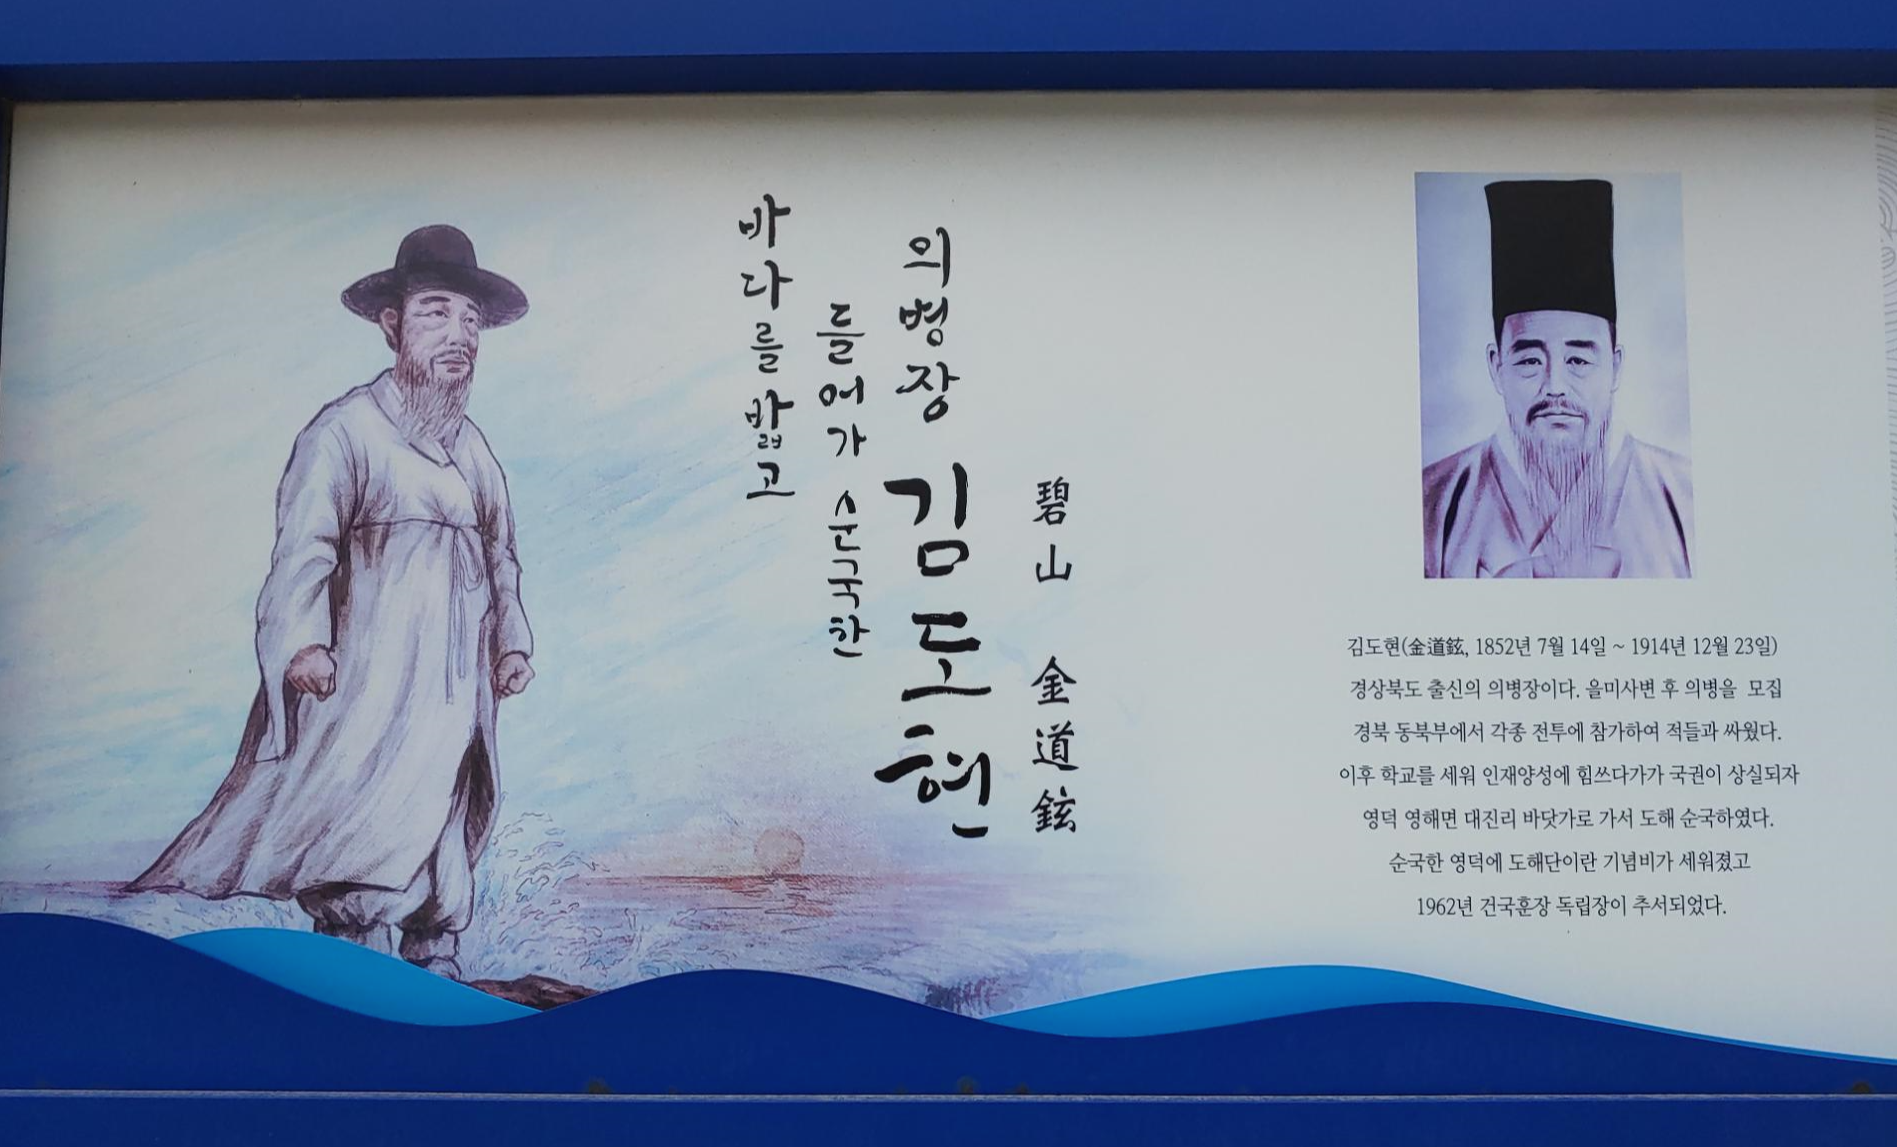 바다를 밟고
들어가 순국한
의병장 김도현
碧山 金道鉉
김도현(金道鉉, 1852년 7월 14일 ~ 1914년 12월 23일)
경상북도 출신의 의병장이다. 을미사변 후 의병을 모집
경북 동북부에서 각종 전투에 참가하여 적들과 싸웠다.
이후 학교를 세워 인재양성에 힘쓰다가가 국권이 상실되자
영덕 영해면 대진리 바닷가로 가서 도해 순국하였다.
순국한 영덕에 도해단이란 기념비가 세워졌고
1962년 건국훈장 독립장이 추서되었다.